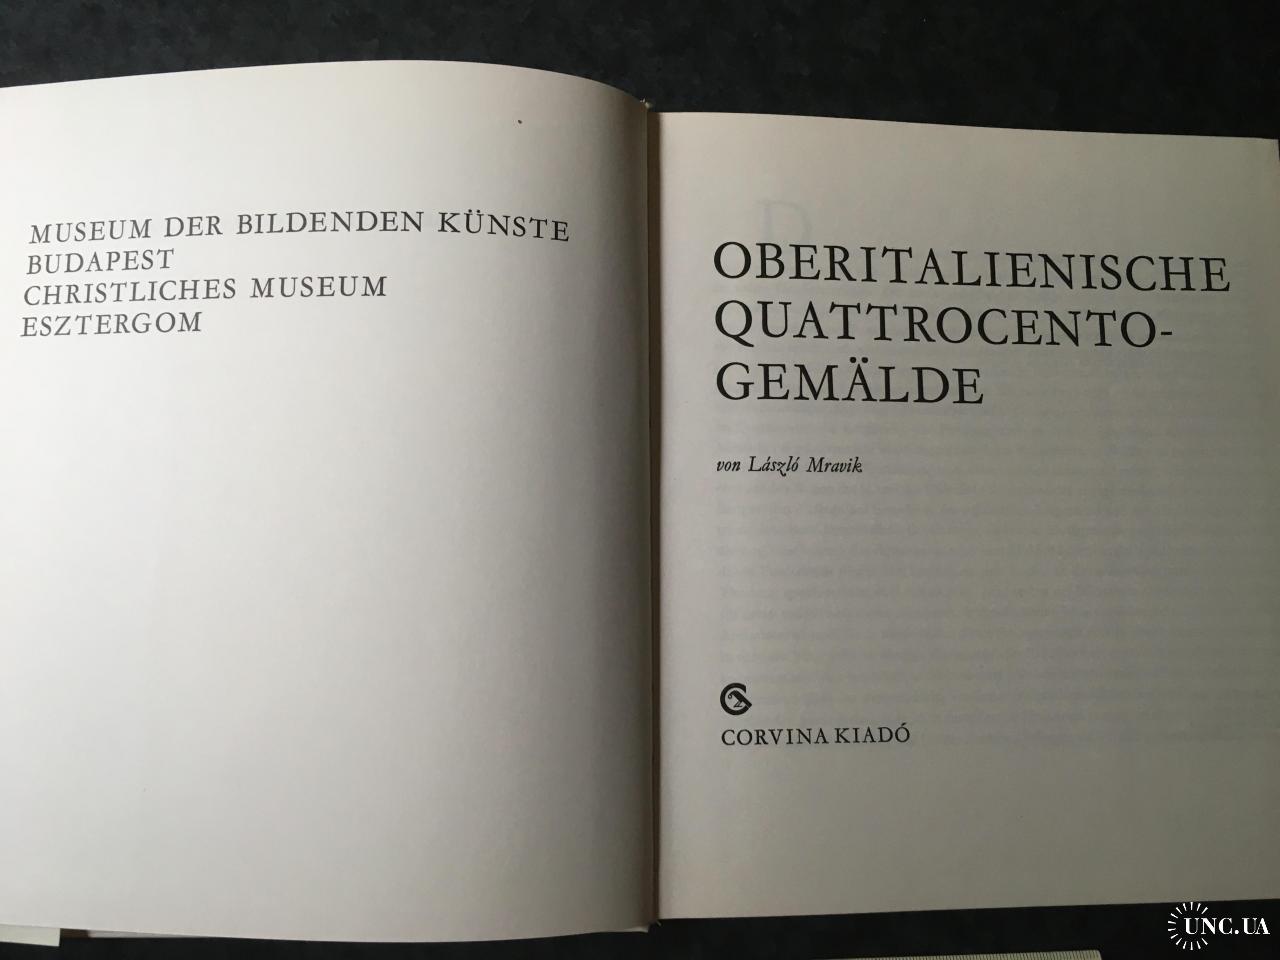 MUSEUM DER BILDENDEN KÜNSTE
BUDAPEST
CHRISTLICHES MUSEUM
ESZTERGOM
OBERITALIENISCHE
QUATTROCENTO-
GEMÄLDE
von László Mravik
CORVINA KIADÓ
UNC.UA